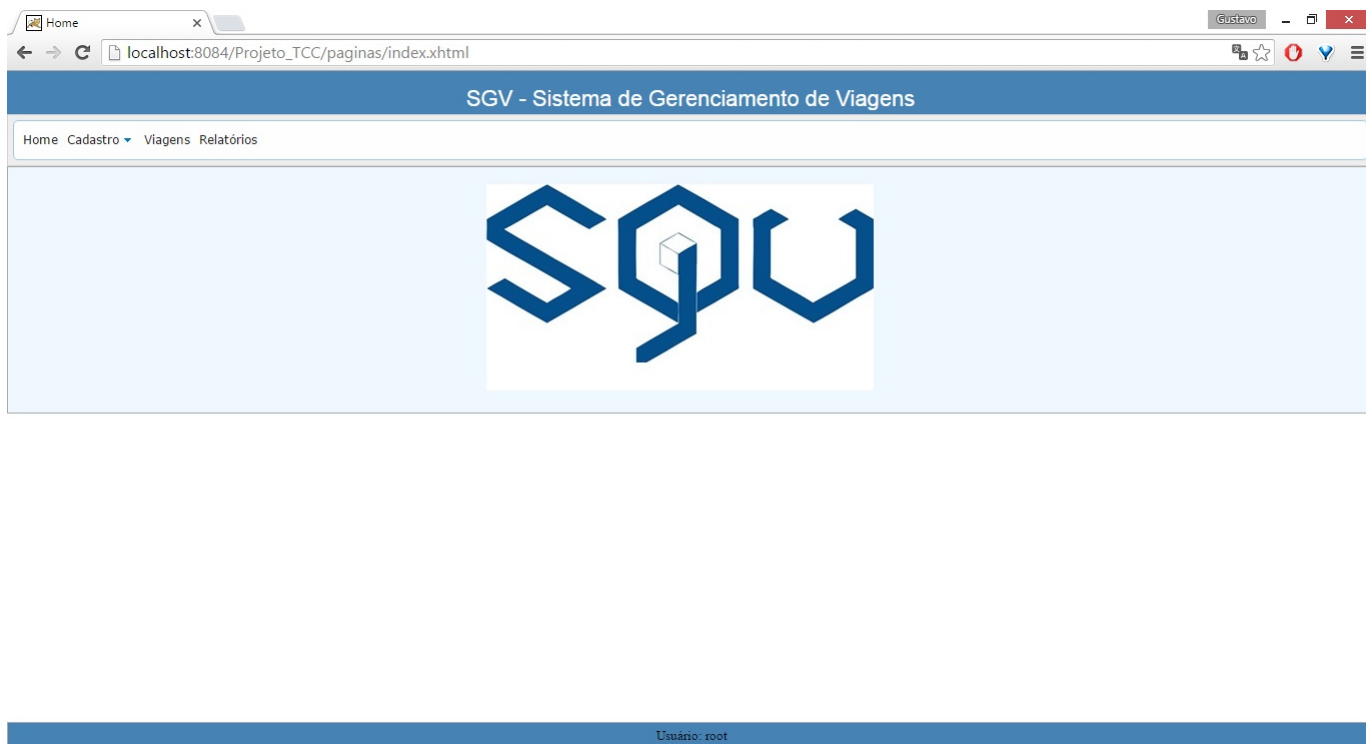 Home
Gustavo
localhost:8084/Projeto_TCC/paginas/index.xhtml
SGV - Sistema de Gerenciamento de Viagens
Home Cadastro Viagens Relatórios
sgv
Usuário: root